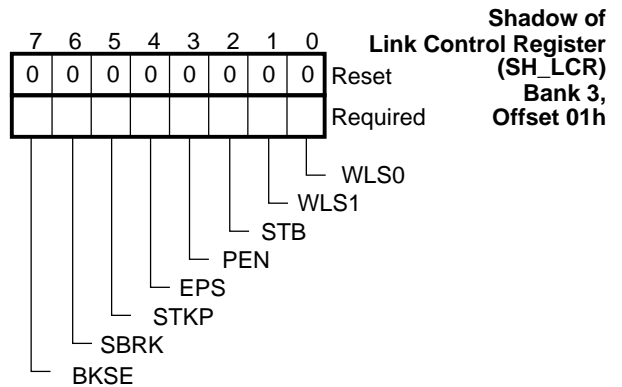 Shadow of
Link Control Register
(SH_LCR)
Bank 3,
Offset 01h
7 6 5 4 3 2 1 0
0 0 0 0 0 0 0 0 Reset
Required
WLS0
WLS1
STB
PEN
EPS
STKP
SBRK
BKSE